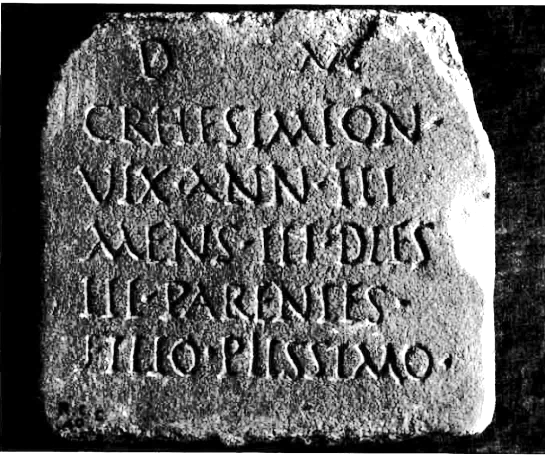 D M
CRHESIMION·
VIX·ANN·III
MENS·III·DIES
III·PARENTES·
FILIO·PIISSIMO·